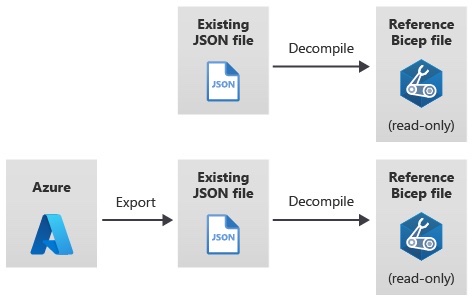 Existing
JSON file
JSON
Decompile
Reference
Bicep file
(read-only)
Azure
Export
Existing
JSON file
JSON
Decompile
Reference
Bicep file
(read-only)